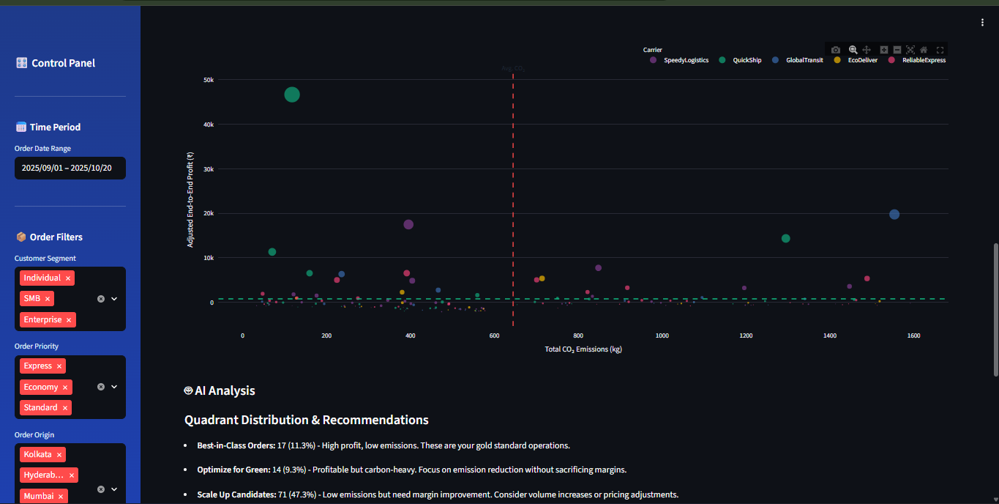 Control Panel
Time Period
Order Date Range
2025/09/01 – 2025/10/20
Order Filters
Customer Segment
Individual ×
SMB ×
Enterprise ×
Order Priority
Express ×
Economy ×
Standard ×
Order Origin
Kolkata ×
Hyderab... ×
Mumbai ×
Carrier
SpeedyLogistics QuickShip GlobalTransit EcoDeliver ReliableExpress
Avg. CO₂
50k
40k
30k
20k
10k
0
Adjusted End-to-End Profit (₹)
0 200 400 600 800 1000 1200 1400 1600
Total CO₂ Emissions (kg)
AI Analysis
Quadrant Distribution & Recommendations
• Best-in-Class Orders: 17 (11.3%) - High profit, low emissions. These are your gold standard operations.
• Optimize for Green: 14 (9.3%) - Profitable but carbon-heavy. Focus on emission reduction without sacrificing margins.
• Scale Up Candidates: 71 (47.3%) - Low emissions but need margin improvement. Consider volume increases or pricing adjustments.